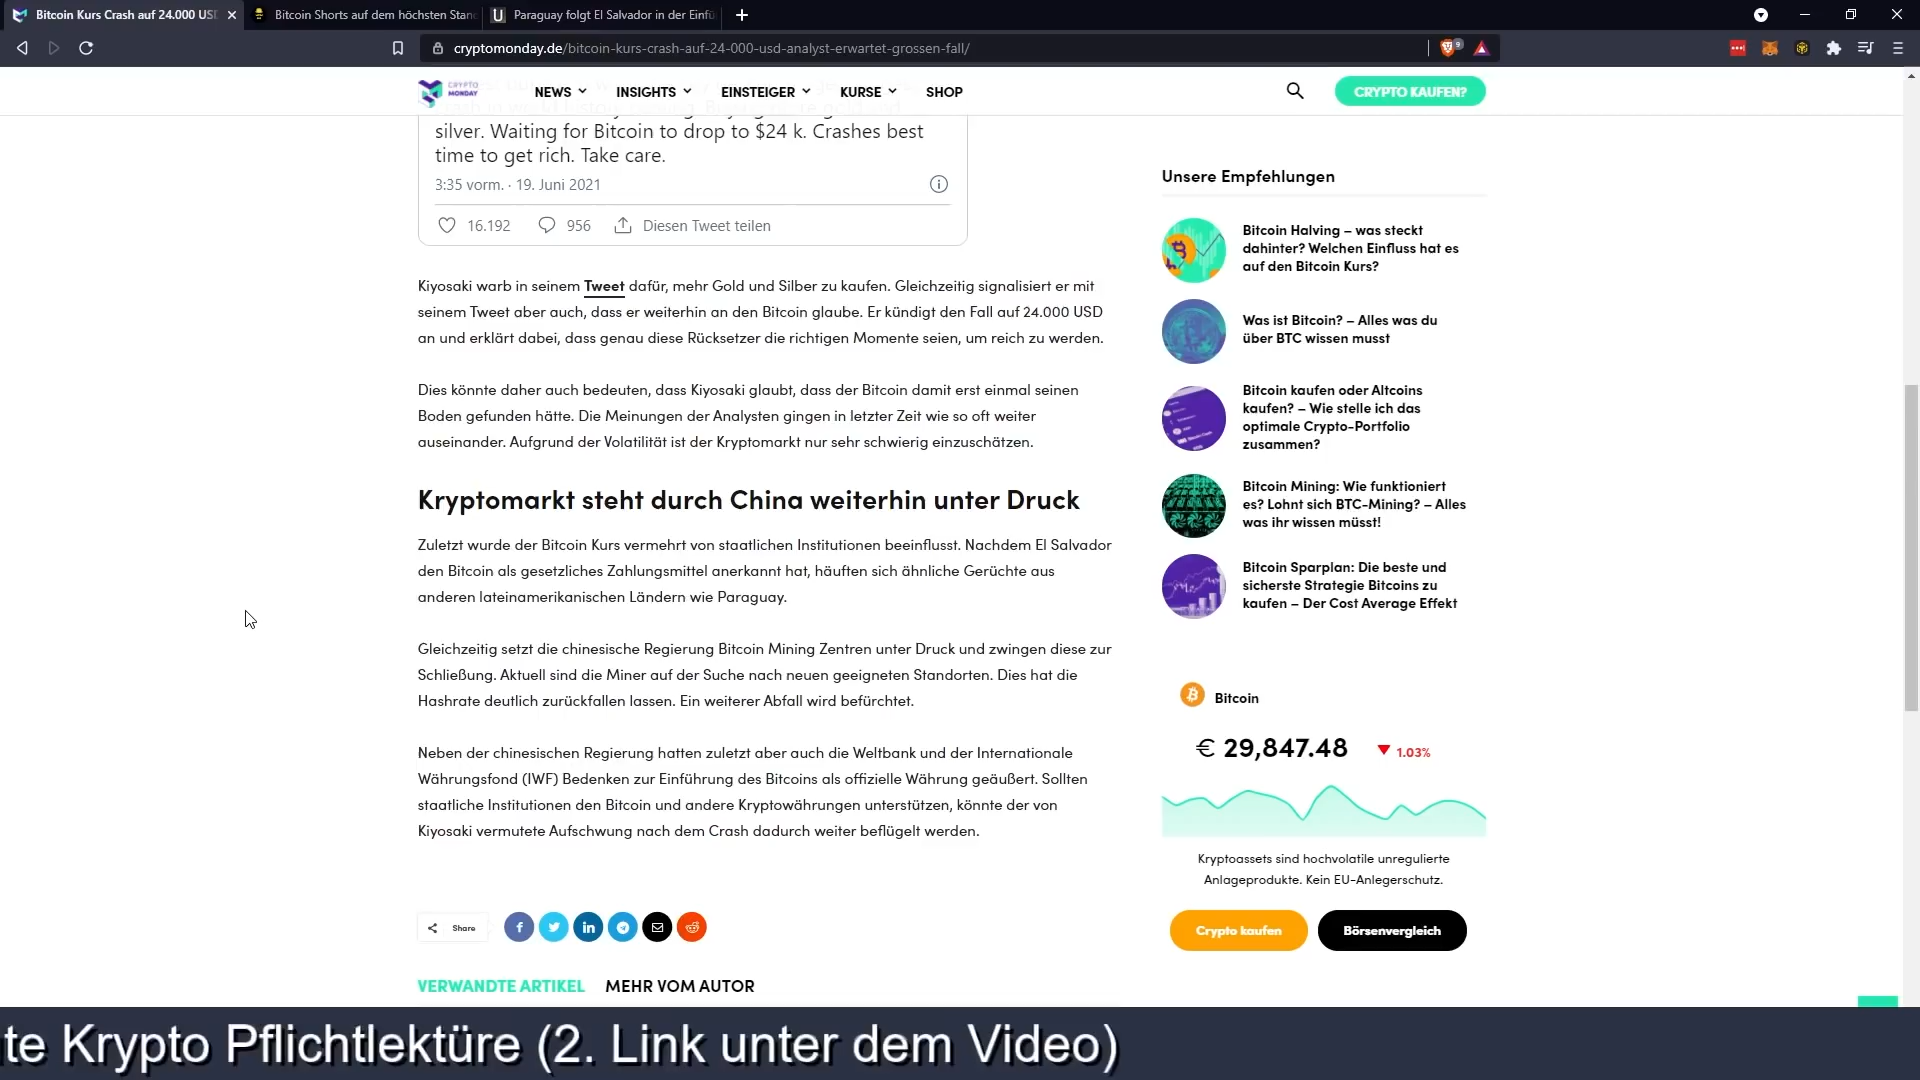 Bitcoin Kurs Crash auf 24.000 USD
Bitcoin Shorts auf dem höchsten Stan
Paraguay folgt El Salvador in der Einfü
cryptomonday.de/bitcoin-kurs-crash-auf-24-000-usd-analyst-erwartet-grossen-fall/
9
CRYPTO
MONDAY
NEWS
INSIGHTS
EINSTEIGER
KURSE
SHOP
CRYPTO KAUFEN?
silver. Waiting for Bitcoin to drop to $24 k. Crashes best
time to get rich. Take care.
3:35 vorm. · 19. Juni 2021
16.192
956
Diesen Tweet teilen
Kiyosaki warb in seinem Tweet dafür, mehr Gold und Silber zu kaufen. Gleichzeitig signalisiert er mit
seinem Tweet aber auch, dass er weiterhin an den Bitcoin glaube. Er kündigt den Fall auf 24.000 USD
an und erklärt dabei, dass genau diese Rücksetzer die richtigen Momente seien, um reich zu werden.
Dies könnte daher auch bedeuten, dass Kiyosaki glaubt, dass der Bitcoin damit erst einmal seinen
Boden gefunden hätte. Die Meinungen der Analysten gingen in letzter Zeit wie so oft weiter
auseinander. Aufgrund der Volatilität ist der Kryptomarkt nur sehr schwierig einzuschätzen.
Kryptomarkt steht durch China weiterhin unter Druck
Zuletzt wurde der Bitcoin Kurs vermehrt von staatlichen Institutionen beeinflusst. Nachdem El Salvador
den Bitcoin als gesetzliches Zahlungsmittel anerkannt hat, häuften sich ähnliche Gerüchte aus
anderen lateinamerikanischen Ländern wie Paraguay.
Gleichzeitig setzt die chinesische Regierung Bitcoin Mining Zentren unter Druck und zwingen diese zur
Schließung. Aktuell sind die Miner auf der Suche nach neuen geeigneten Standorten. Dies hat die
Hashrate deutlich zurückfallen lassen. Ein weiterer Abfall wird befürchtet.
Neben der chinesischen Regierung hatten zuletzt aber auch die Weltbank und der Internationale
Währungsfond (IWF) Bedenken zur Einführung des Bitcoins als offizielle Währung geäußert. Sollten
staatliche Institutionen den Bitcoin und andere Kryptowährungen unterstützen, könnte der von
Kiyosaki vermutete Aufschwung nach dem Crash dadurch weiter beflügelt werden.
Share
VERWANDTE ARTIKEL
MEHR VOM AUTOR
Unsere Empfehlungen
Bitcoin Halving – was steckt
dahinter? Welchen Einfluss hat es
auf den Bitcoin Kurs?
Was ist Bitcoin? – Alles was du
über BTC wissen musst
Bitcoin kaufen oder Altcoins
kaufen? – Wie stelle ich das
optimale Crypto-Portfolio
zusammen?
Bitcoin Mining: Wie funktioniert
es? Lohnt sich BTC-Mining? – Alles
was ihr wissen müsst!
Bitcoin Sparplan: Die beste und
sicherste Strategie Bitcoins zu
kaufen – Der Cost Average Effekt
Bitcoin
€ 29,847.48
1.03%
Kryptoassets sind hochvolatile unregulierte
Anlageprodukte. Kein EU-Anlegerschutz.
Crypto kaufen
Börsenvergleich
te Krypto Pflichtlektüre (2. Link unter dem Video)